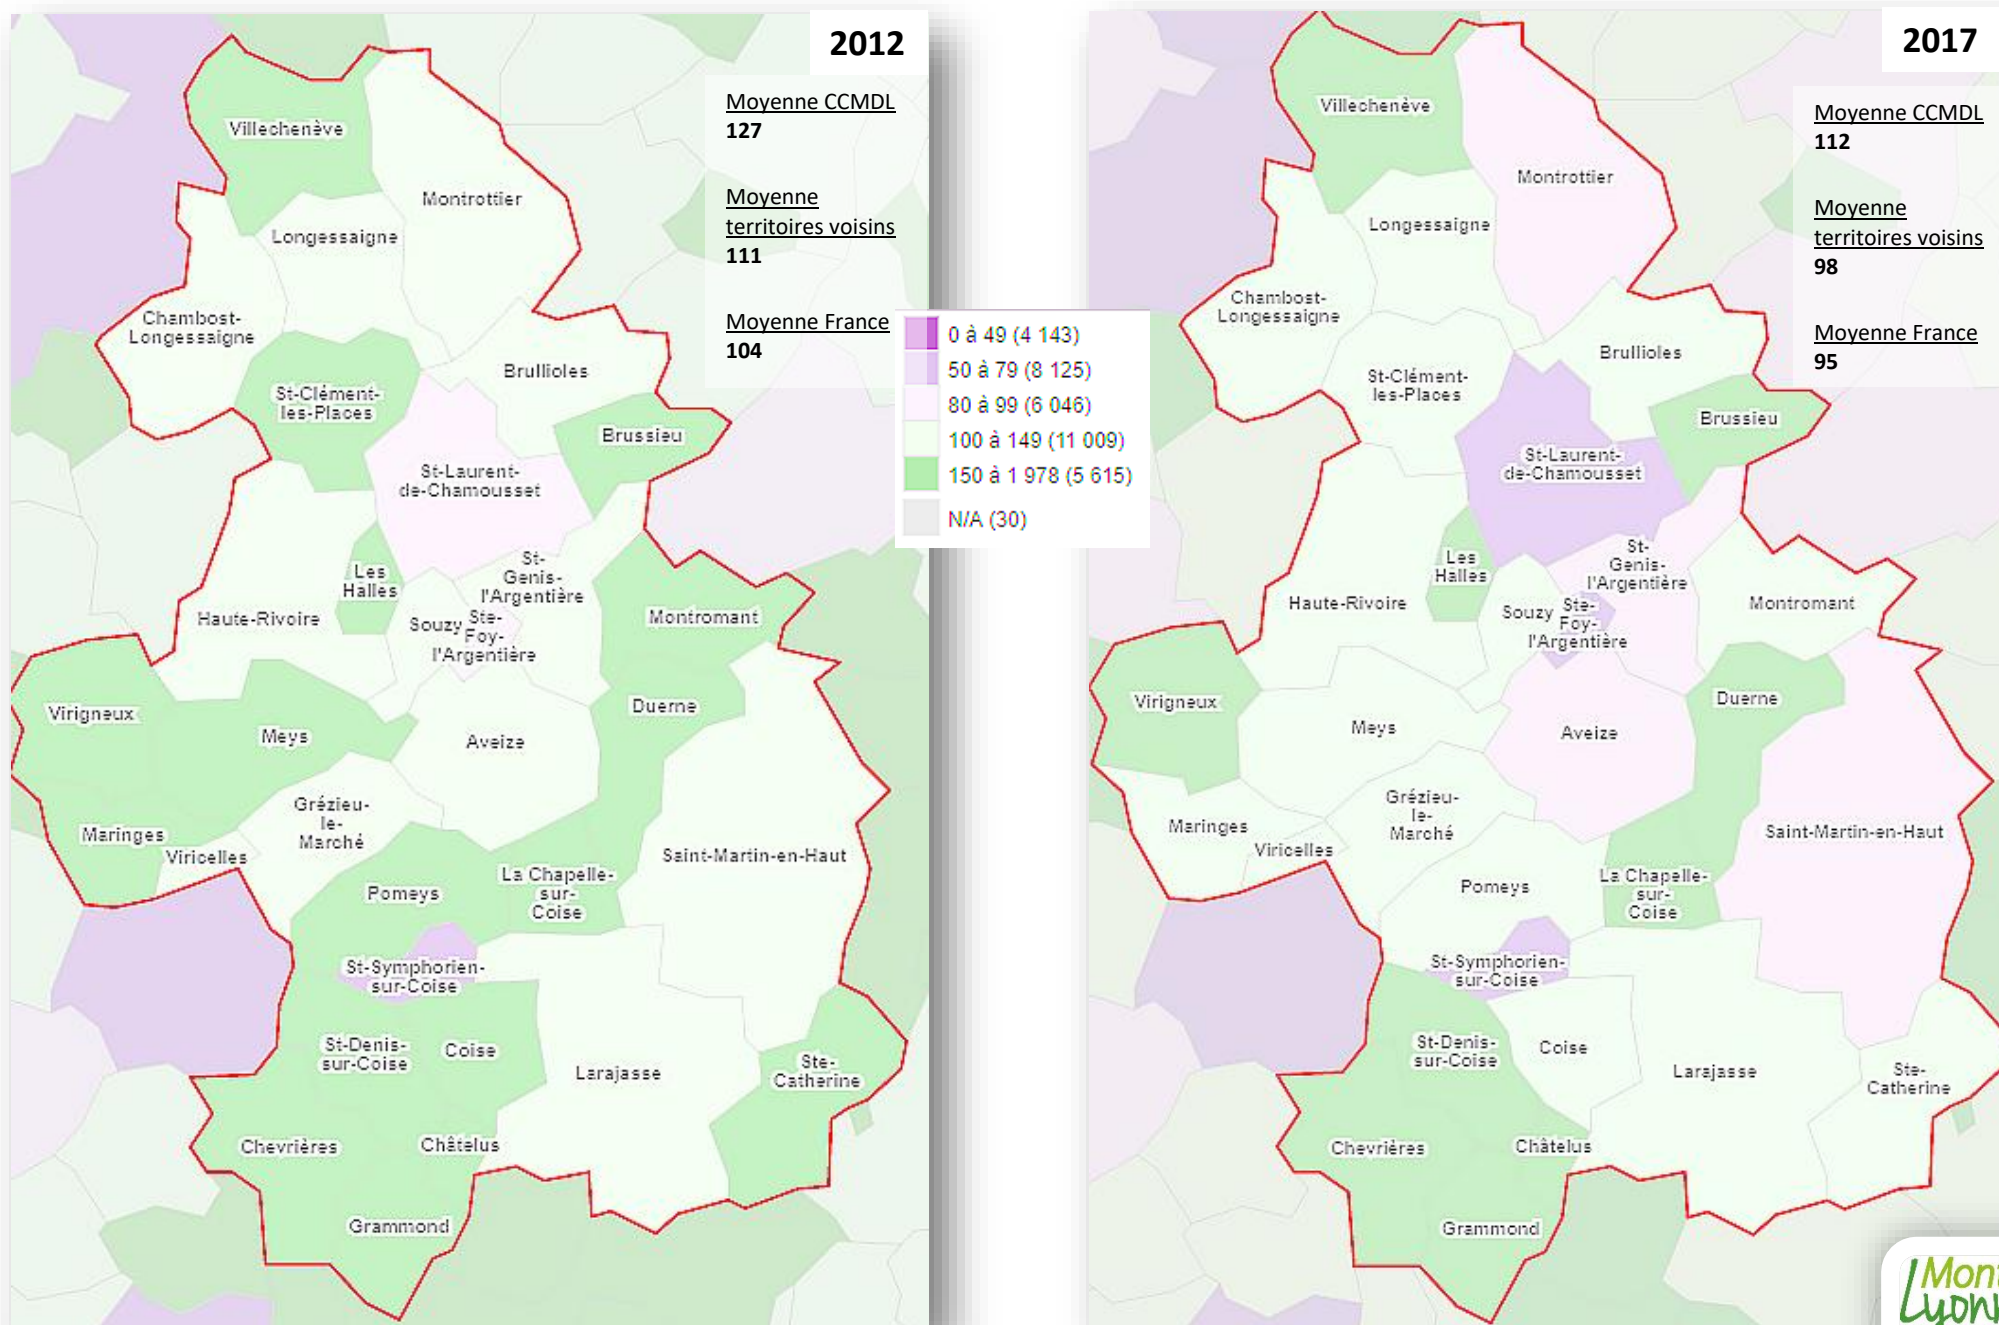 2012
Moyenne CCMDL
127
Moyenne
territoires voisins
111
Moyenne France
104
Villechenève
Montrottier
Longessaigne
Chambost-
Longessaigne
Brullioles
St-Clément-
les-Places
Brussieu
St-Laurent-
de-Chamousset
Les
Halles
St-
Genis-
l'Argentière
Haute-Rivoire
Souzy
Ste-
Foy-
l'Argentière
Montromant
Virigneux
Meys
Aveize
Duerne
Grézieu-
le-
Marché
Maringes
Viricelles
Saint-Martin-en-Haut
Pomeys
La Chapelle-
sur-
Coise
St-Symphorien-
sur-Coise
St-Denis-
sur-Coise
Coise
Larajasse
Ste-
Catherine
Chevrières
Châtelus
Grammond
0 à 49 (4 143)
50 à 79 (8 125)
80 à 99 (6 046)
100 à 149 (11 009)
150 à 1 978 (5 615)
N/A (30)
2017
Moyenne CCMDL
112
Moyenne
territoires voisins
98
Moyenne France
95
Villechenève
Montrottier
Longessaigne
Chambost-
Longessaigne
Brullioles
St-Clément-
les-Places
Brussieu
St-Laurent-
de-Chamousset
Les
Halles
St-
Genis-
l'Argentière
Haute-Rivoire
Souzy
Ste-
Foy-
l'Argentière
Montromant
Virigneux
Meys
Aveize
Duerne
Grézieu-
le-
Marché
Maringes
Viricelles
Saint-Martin-en-Haut
Pomeys
La Chapelle-
sur-
Coise
St-Symphorien-
sur-Coise
St-Denis-
sur-Coise
Coise
Larajasse
Ste-
Catherine
Chevrières
Châtelus
Grammond